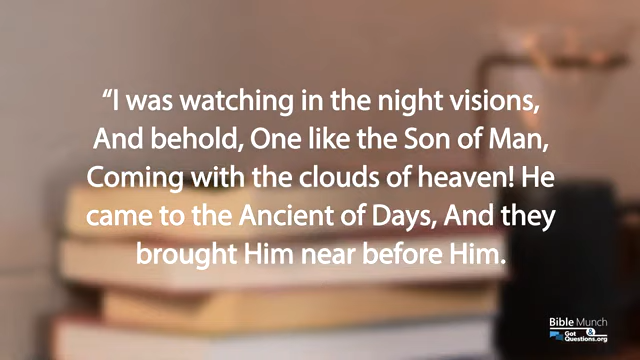 “I was watching in the night visions,
And behold, One like the Son of Man,
Coming with the clouds of heaven! He
came to the Ancient of Days, And they
brought Him near before Him.
Bible Munch
&
Got
Questions.org